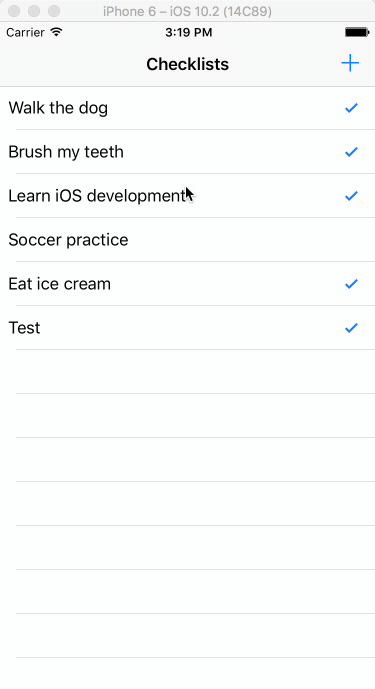 iPhone 6 – iOS 10.2 (14C89)
Carrier 3:19 PM
Checklists
Walk the dog
Brush my teeth
Learn iOS development
Soccer practice
Eat ice cream
Test